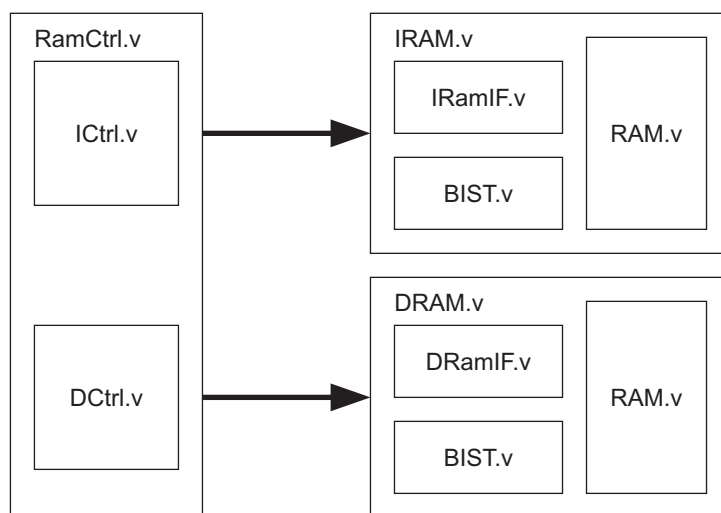 RamCtrl.v
ICtrl.v
DCtrl.v
IRAM.v
IRamIF.v
BIST.v
RAM.v
DRAM.v
DRamIF.v
BIST.v
RAM.v